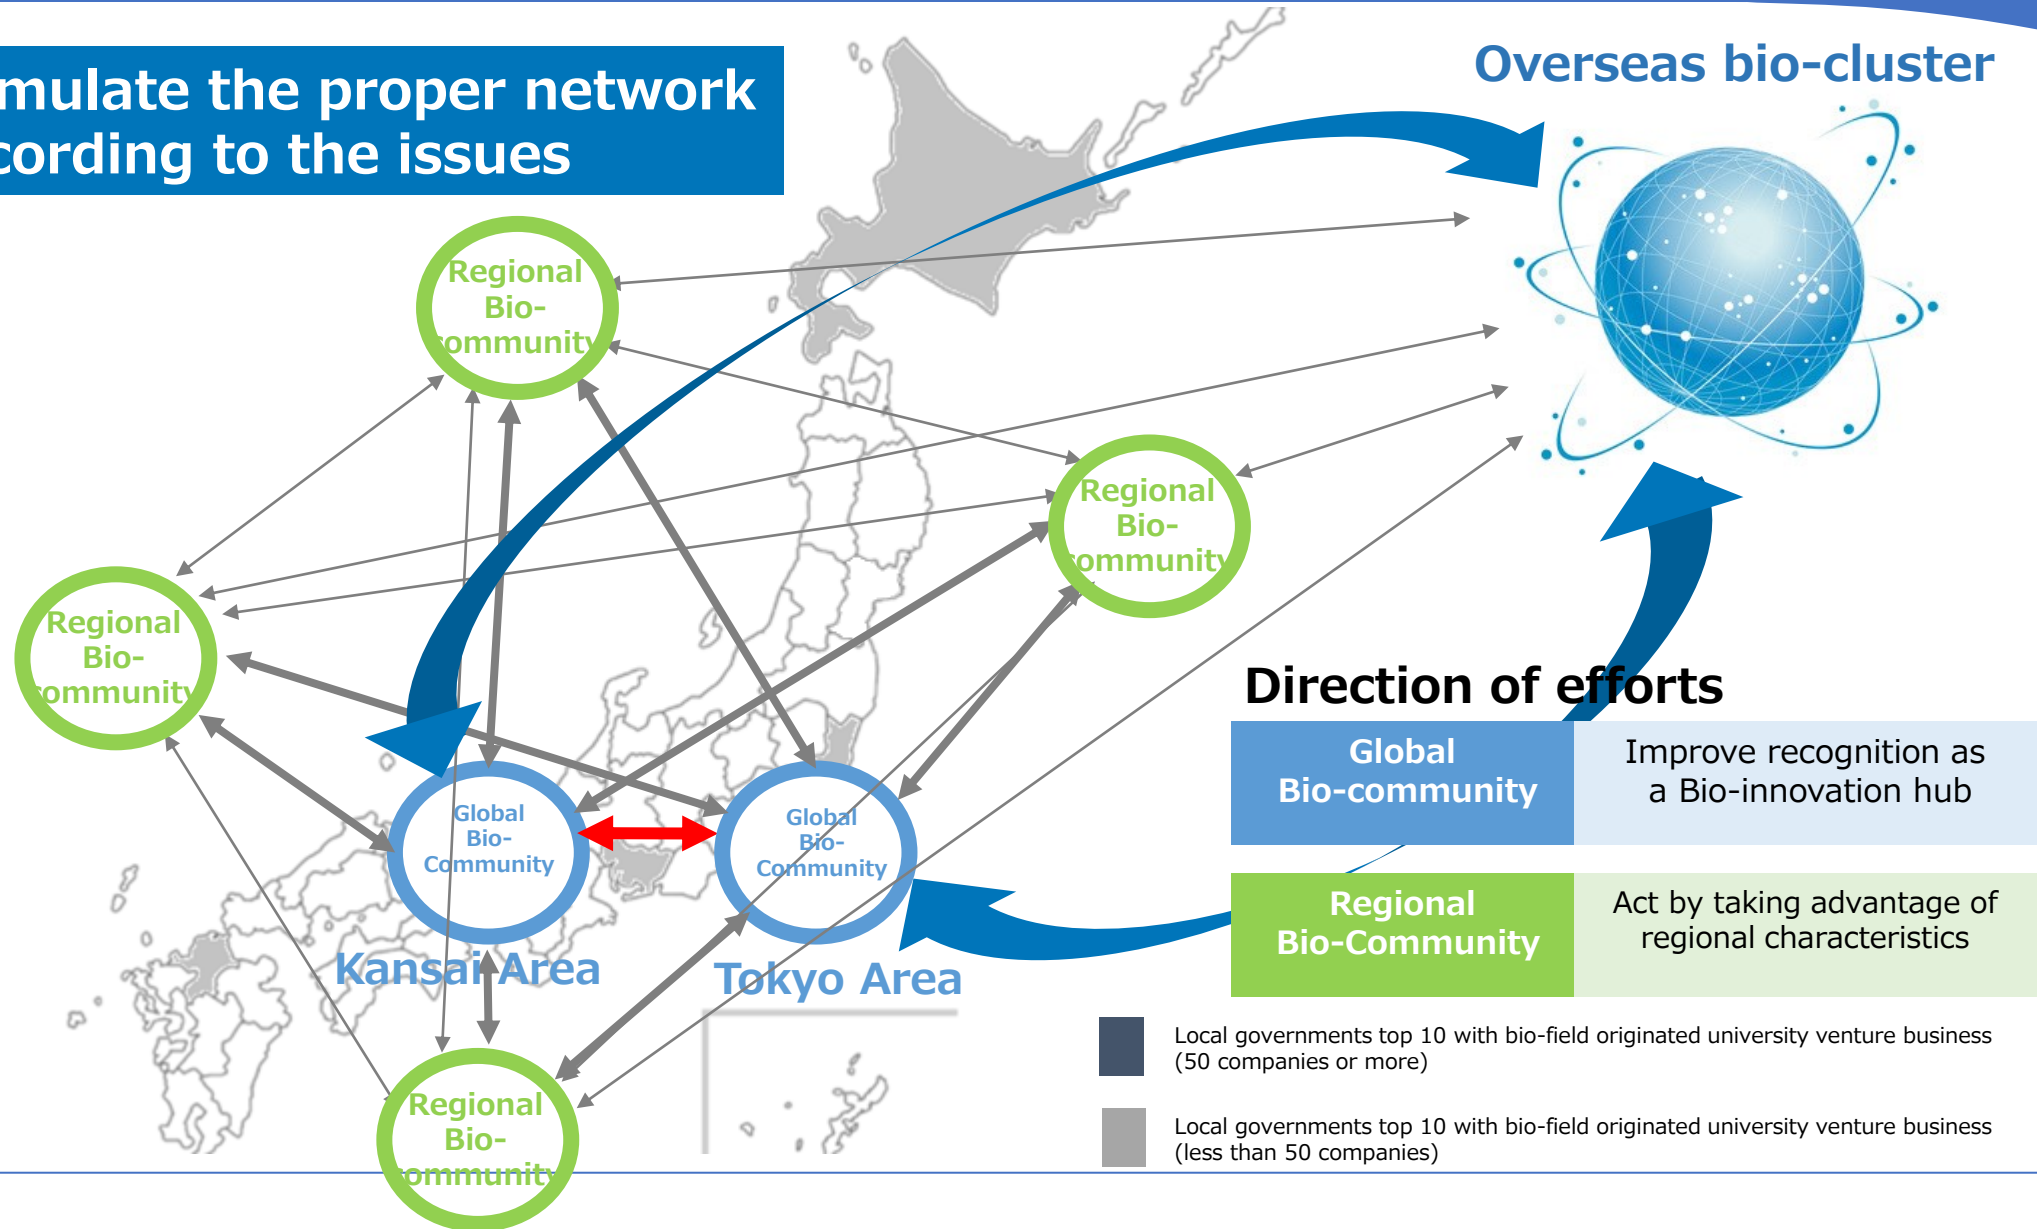 mulate the proper network
cording to the issues
Overseas bio-cluster
Regional
Bio-
ommunity
Regional
Bio-
ommunity
Regional
Bio-
ommunity
Global
Bio-
Community
Global
Bio-
Community
Kansai Area
Tokyo Area
Regional
Bio-
ommunity
Direction of efforts
Global
Bio-community
Improve recognition as
a Bio-innovation hub
Regional
Bio-Community
Act by taking advantage of
regional characteristics
Local governments top 10 with bio-field originated university venture business
(50 companies or more)
Local governments top 10 with bio-field originated university venture business
(less than 50 companies)